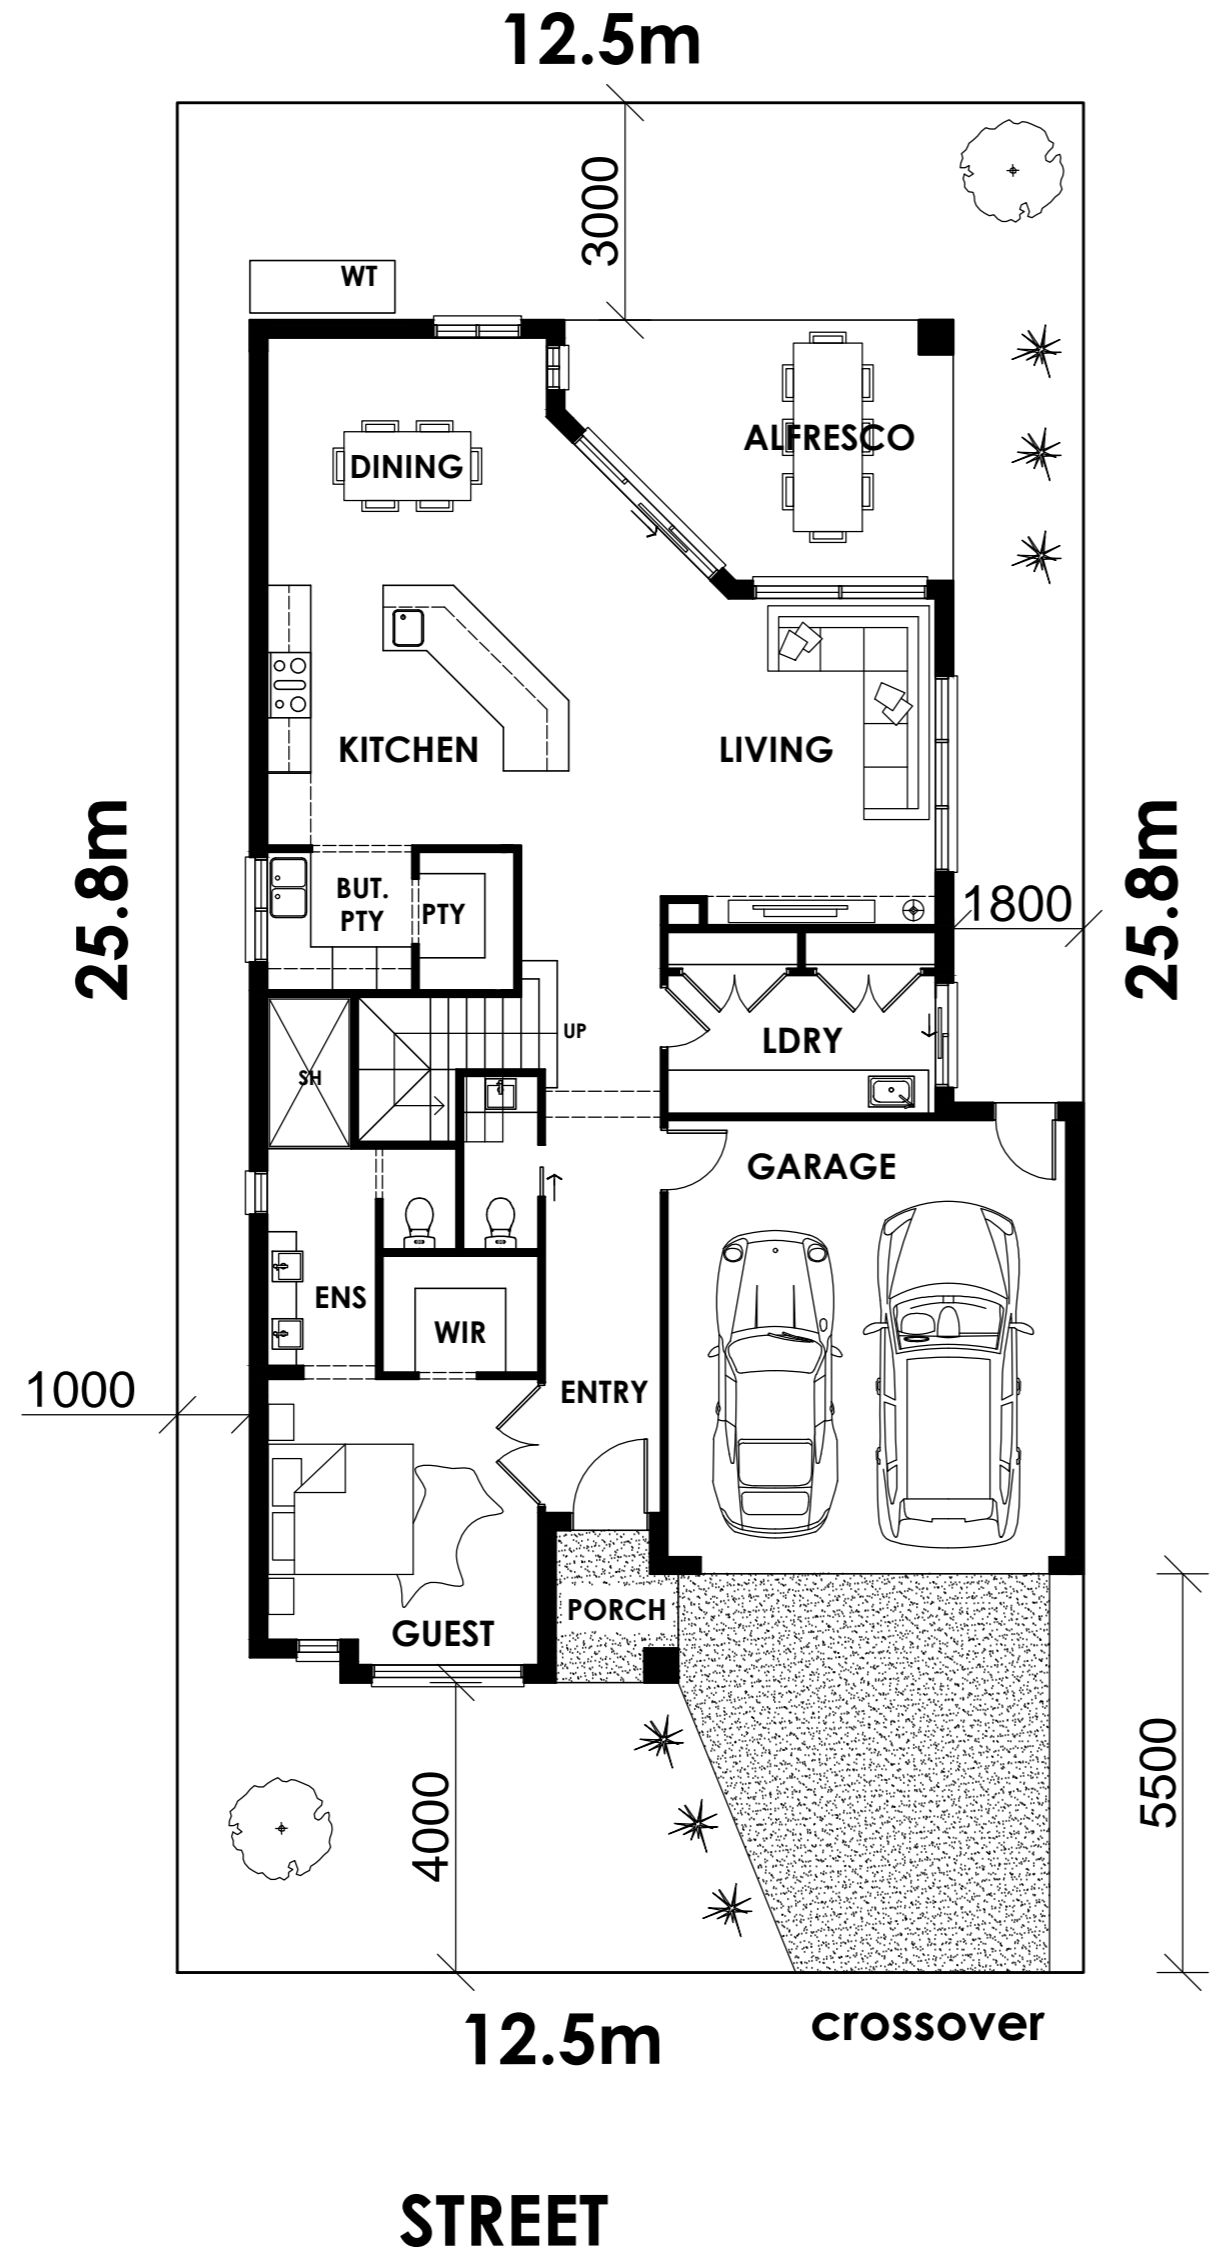 12.5m
3000
WT
ALFRESCO
DINING
KITCHEN
LIVING
25.8m
25.8m
BUT.
PTY
PTY
1800
UP
LDRY
SH
GARAGE
ENS
WIR
1000
ENTRY
PORCH
GUEST
4000
5500
12.5m
crossover
STREET